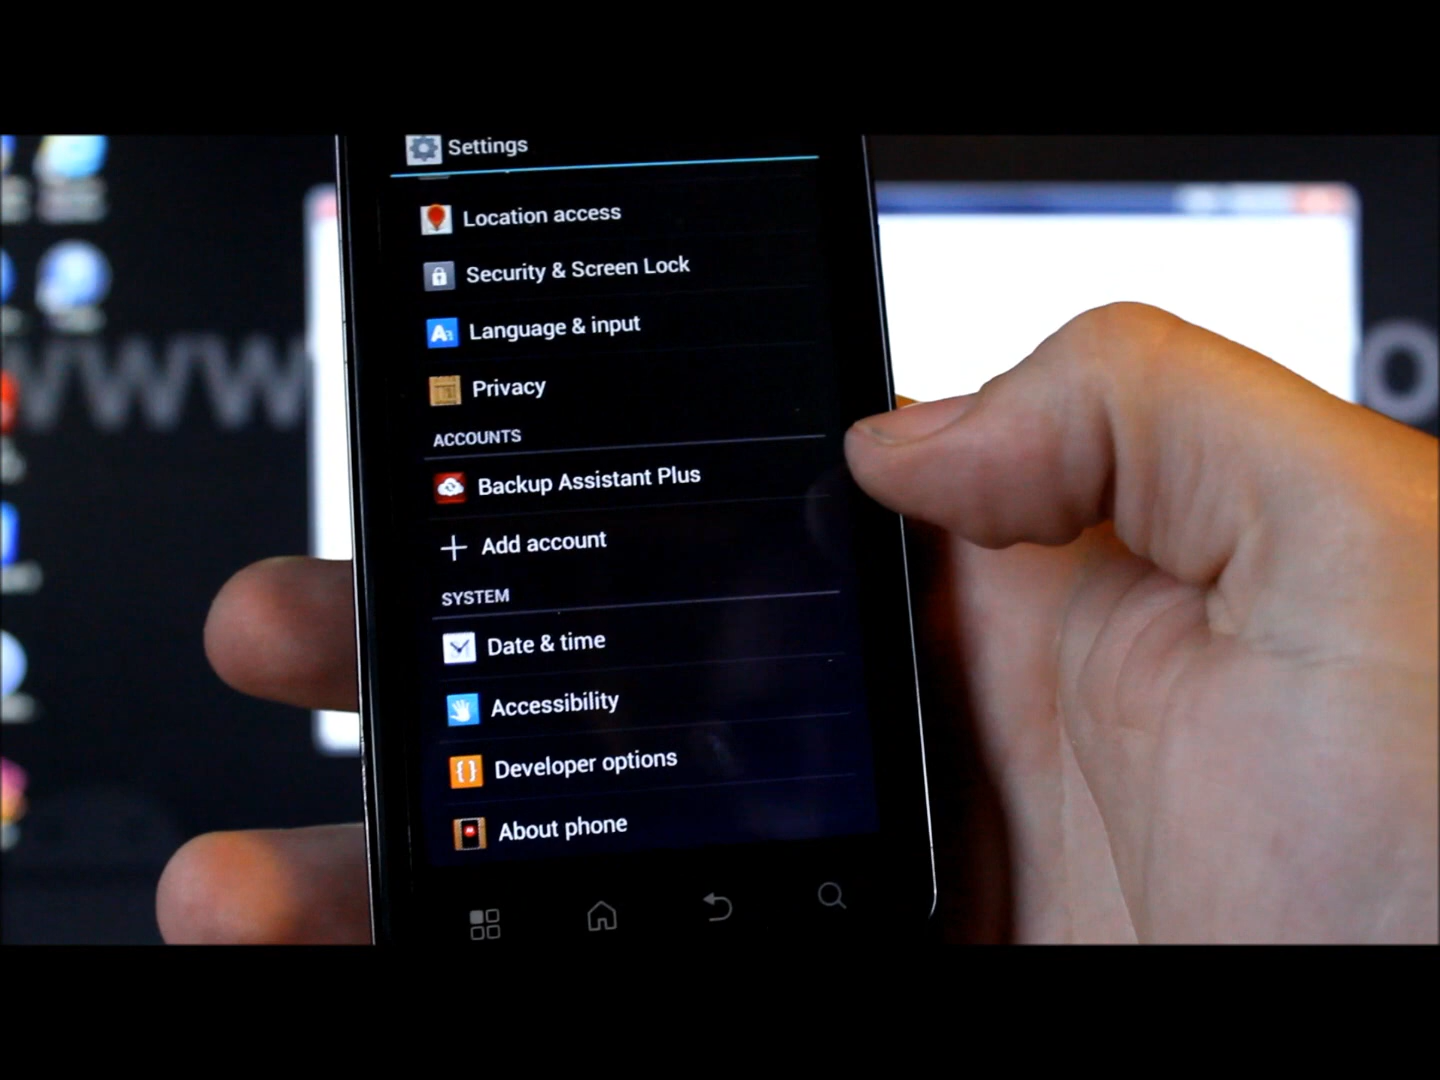 Settings
Location access
Security & Screen Lock
Language & input
Privacy
ACCOUNTS
Backup Assistant Plus
Add account
SYSTEM
Date & time
Accessibility
Developer options
About phone